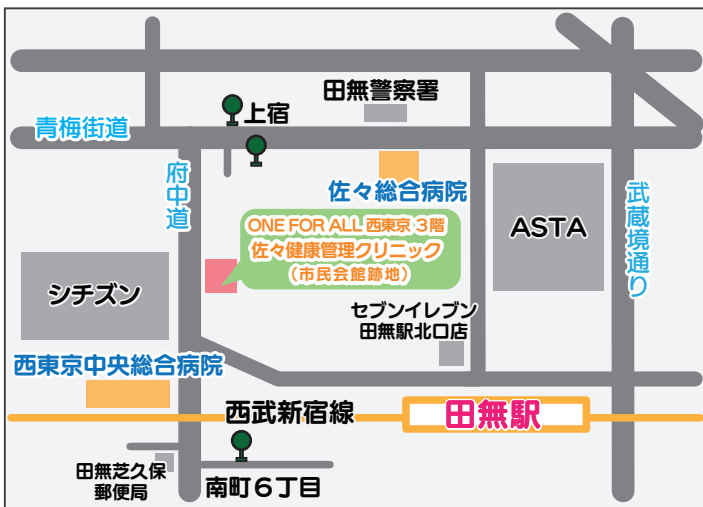 田無警察署
上宿
青梅街道
府中道
佐々総合病院
武蔵境通り
ASTA
ONE FOR ALL 西東京 3階
佐々健康管理クリニック
(市民会館跡地)
シチズン
セブンイレブン
田無駅北口店
西東京中央総合病院
西武新宿線
田無駅
田無芝久保
郵便局
南町6丁目